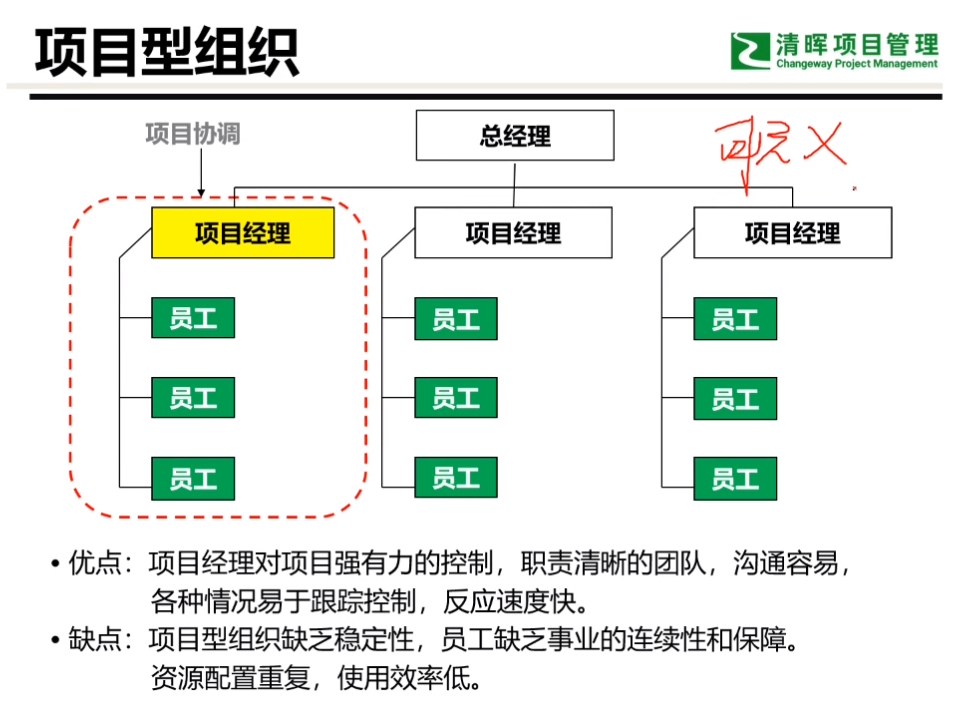 项目型组织
清晖项目管理
Changeway Project Management
项目协调
总经理
项目经理
项目经理
项目经理
员工
员工
员工
员工
员工
员工
员工
员工
员工
• 优点：项目经理对项目强有力的控制，职责清晰的团队，沟通容易，
各种情况易于跟踪控制，反应速度快。
• 缺点：项目型组织缺乏稳定性，员工缺乏事业的连续性和保障。
资源配置重复，使用效率低。